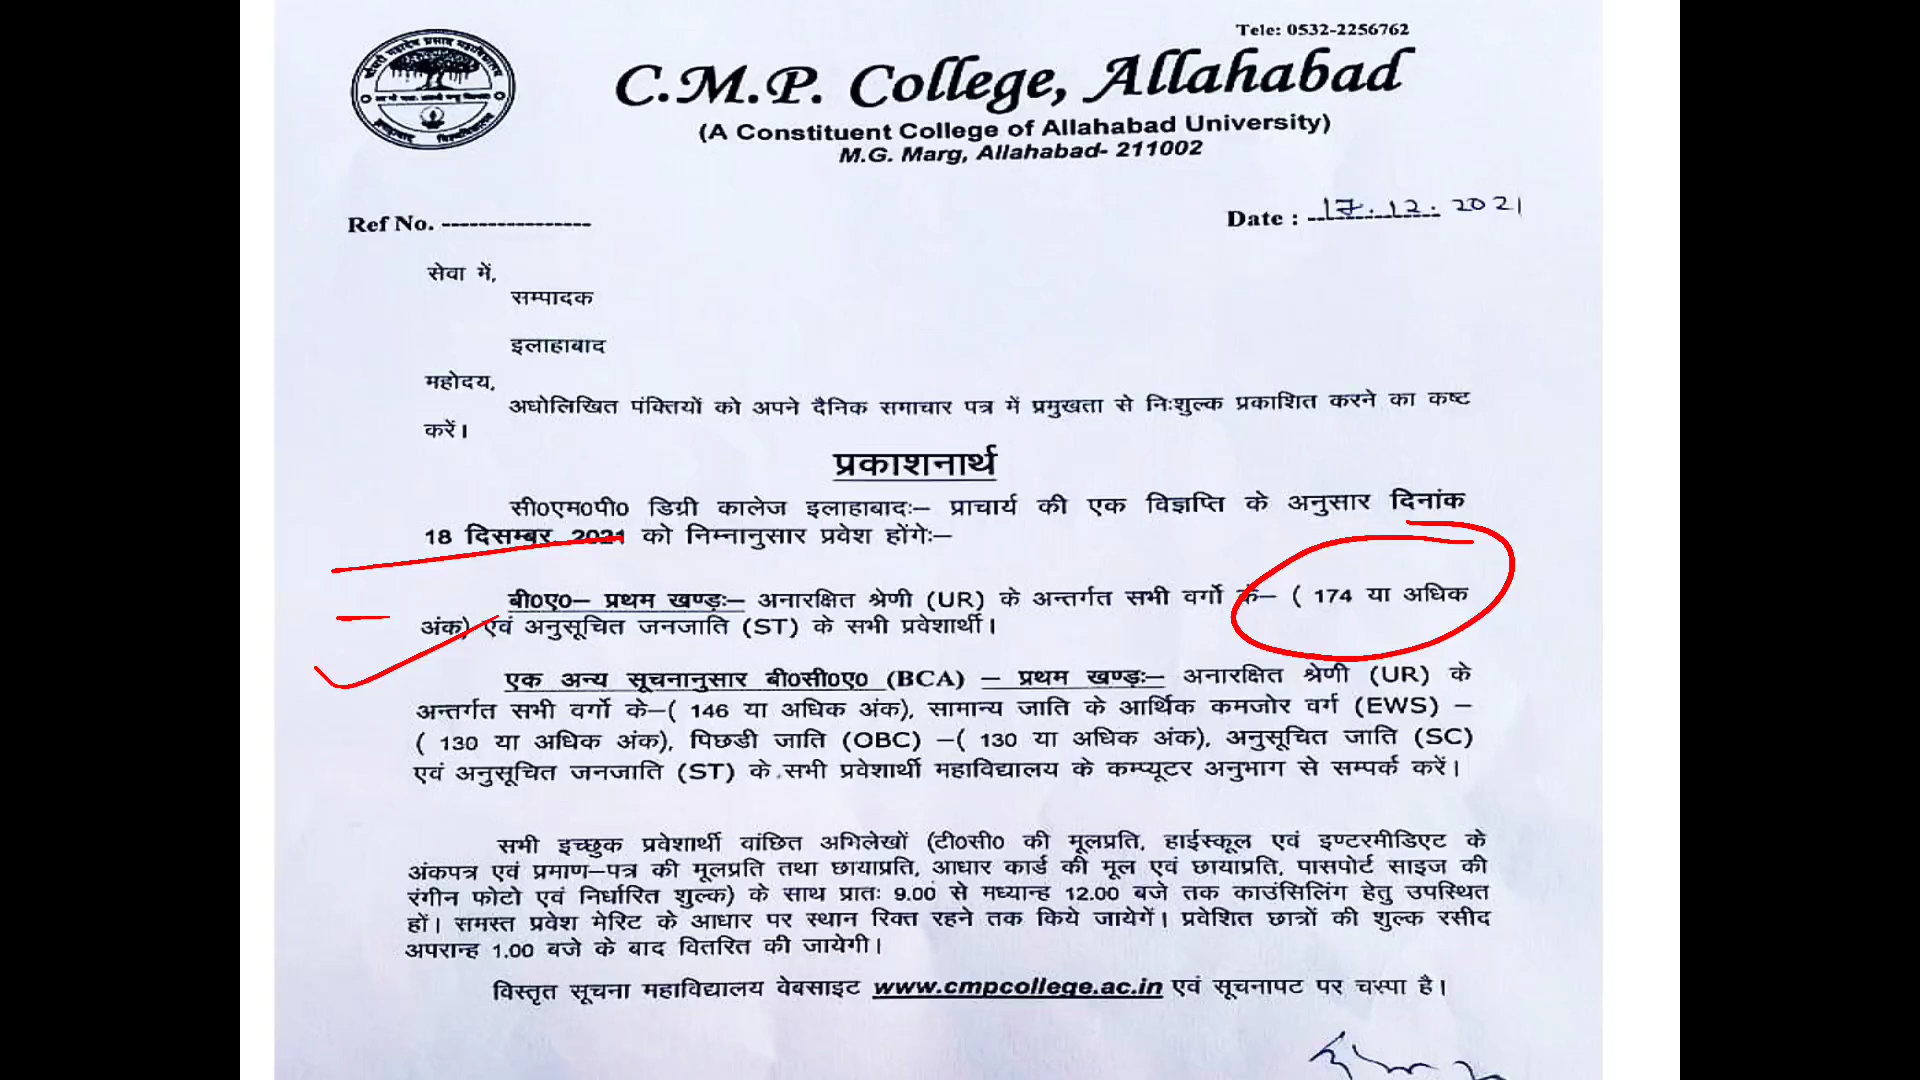 Tele: 0532-2256762
C.M.P. College, Allahabad
(A Constituent College of Allahabad University)
M.G. Marg, Allahabad- 211002
Ref No. ----------------
Date : 17.12.2021
सेवा में,
सम्पादक
इलाहाबाद
महोदय,
अधोलिखित पंक्तियों को अपने दैनिक समाचार पत्र में प्रमुखता से निःशुल्क प्रकाशित करने का कष्ट
करें।
प्रकाशनार्थ
सी०एम०पी० डिग्री कालेज इलाहाबादः– प्राचार्य की एक विज्ञप्ति के अनुसार दिनांक
18 दिसम्बर, 2021 को निम्नानुसार प्रवेश होंगेः–
बी०ए०– प्रथम खण्ड़ः– अनारक्षित श्रेणी (UR) के अन्तर्गत सभी वर्गो के– ( 174 या अधिक
अंक) एवं अनुसूचित जनजाति (ST) के सभी प्रवेशार्थी।
एक अन्य सूचनानुसार बी०सी०ए० (BCA) – प्रथम खण्ड़ः– अनारक्षित श्रेणी (UR) के
अन्तर्गत सभी वर्गो के–( 146 या अधिक अंक), सामान्य जाति के आर्थिक कमजोर वर्ग (EWS) –
( 130 या अधिक अंक), पिछडी जाति (OBC) –( 130 या अधिक अंक), अनुसूचित जाति (SC)
एवं अनुसूचित जनजाति (ST) के सभी प्रवेशार्थी महाविद्यालय के कम्प्यूटर अनुभाग से सम्पर्क करें।
सभी इच्छुक प्रवेशार्थी वांछित अभिलेखों (टी०सी० की मूलप्रति, हाईस्कूल एवं इण्टरमीडिएट के
अंकपत्र एवं प्रमाण–पत्र की मूलप्रति तथा छायाप्रति, आधार कार्ड की मूल एवं छायाप्रति, पासपोर्ट साइज की
रंगीन फोटो एवं निर्धारित शुल्क) के साथ प्रातः 9.00 से मध्यान्ह 12.00 बजे तक काउंसिलिंग हेतु उपस्थित
हों। समस्त प्रवेश मेरिट के आधार पर स्थान रिक्त रहने तक किये जायेगें। प्रवेशित छात्रों की शुल्क रसीद
अपरान्ह 1.00 बजे के बाद वितरित की जायेगी।
विस्तृत सूचना महाविद्यालय वेबसाइट www.cmpcollege.ac.in एवं सूचनापट पर चस्पा है।